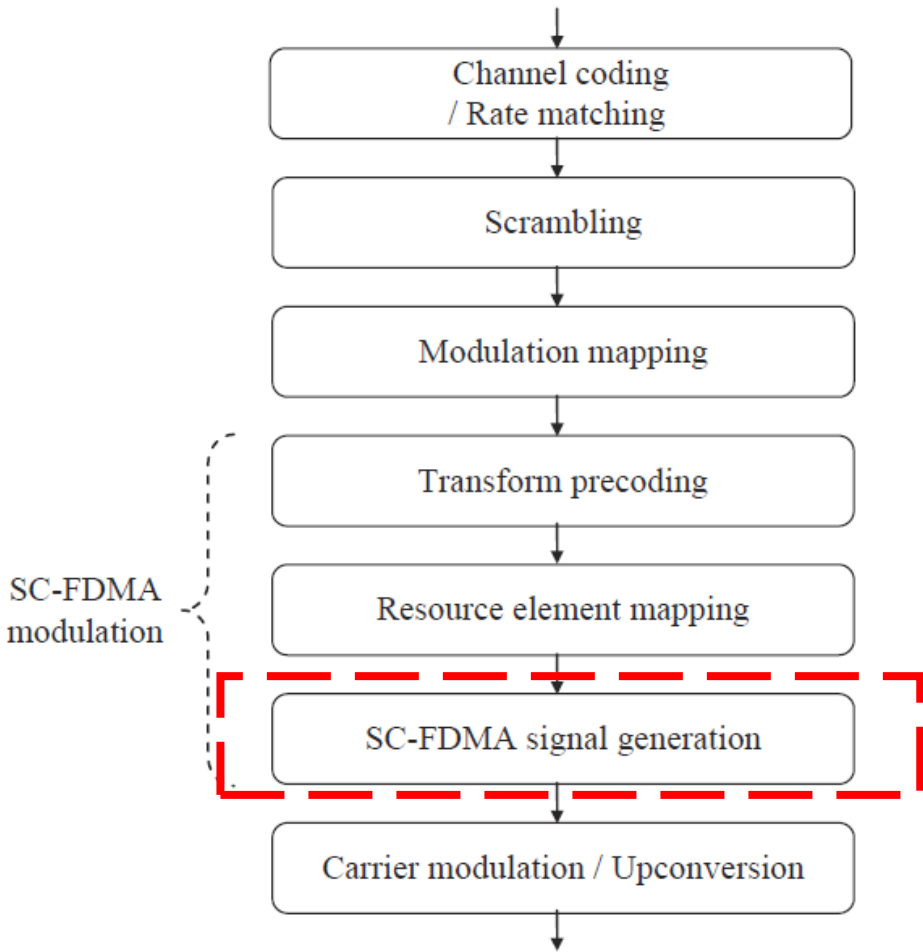 Channel coding
/ Rate matching
Scrambling
Modulation mapping
Transform precoding
Resource element mapping
SC-FDMA
modulation
SC-FDMA signal generation
Carrier modulation / Upconversion